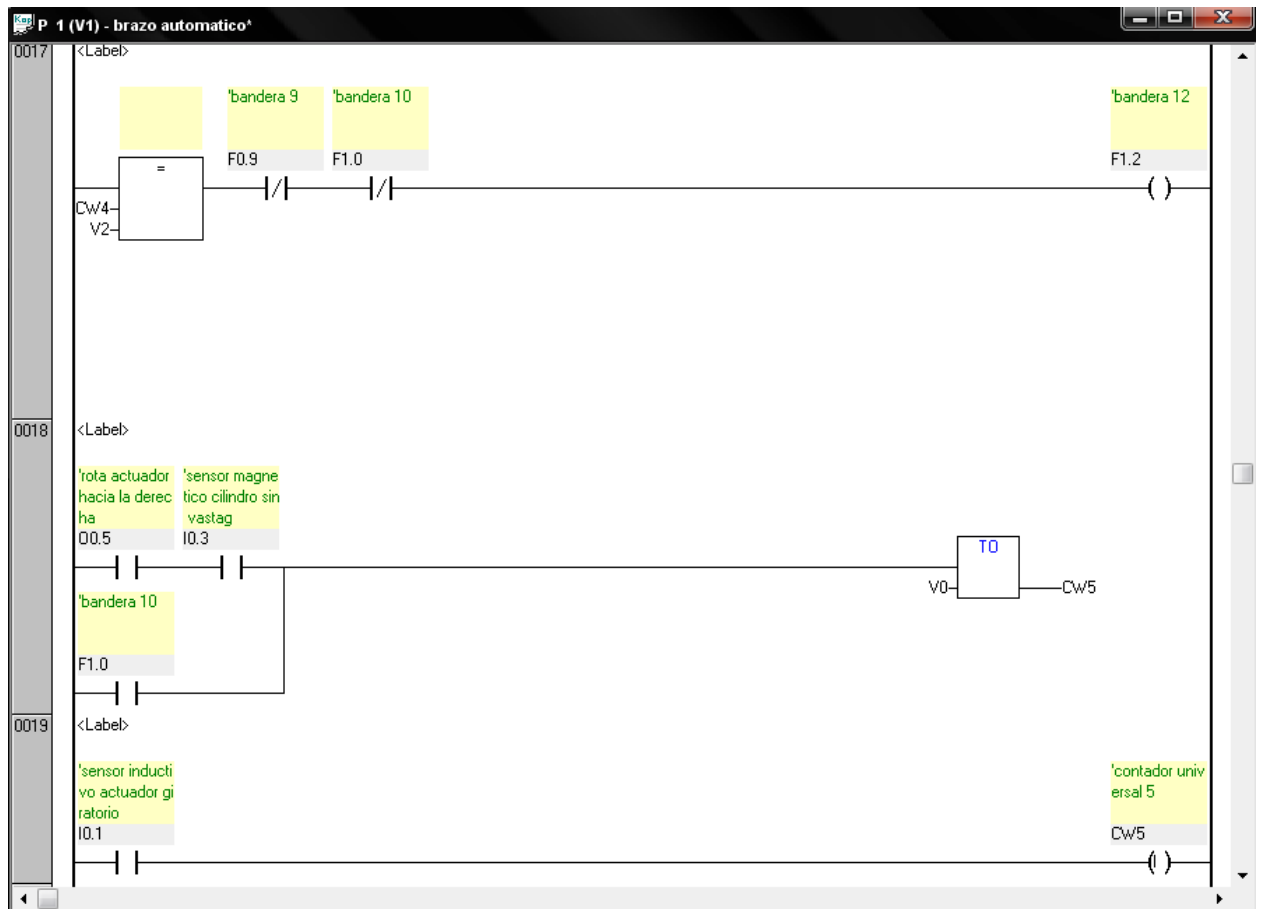 P 1 (V1) - brazo automatico*
0017
<Label>
'bandera 9
'bandera 10
'bandera 12
=
F0.9
F1.0
F1.2
CW4
V2
0018
<Label>
'rota actuador
hacia la derec
ha
O0.5
'sensor magne
tico cilindro sin
vastag
I0.3
TO
V0
CW5
'bandera 10
F1.0
0019
<Label>
'sensor inducti
vo actuador gi
ratorio
I0.1
'contador univ
ersal 5
CW5
(I)